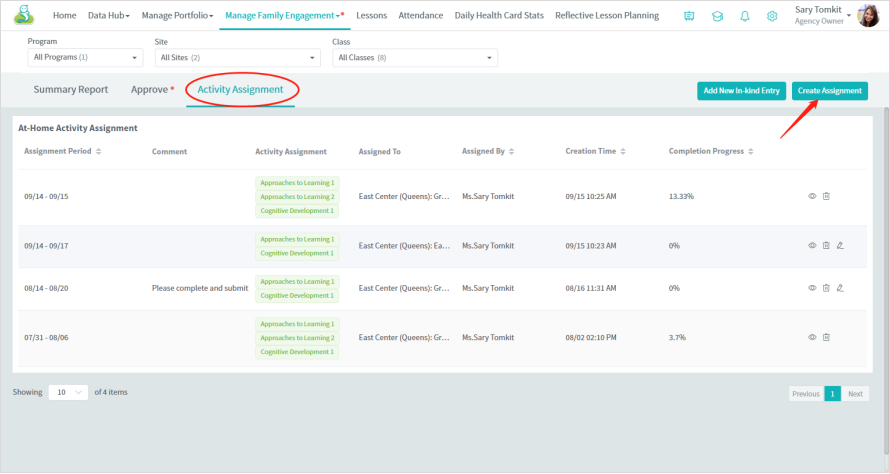 Home Data Hub Manage Portfolio Manage Family Engagement * Lessons Attendance Daily Health Card Stats Reflective Lesson Planning Sary Tomkit
Agency Owner
Program Site Class
All Programs (1) All Sites (2) All Classes (8)
Summary Report Approve * Activity Assignment Add New In-kind Entry Create Assignment
At-Home Activity Assignment
Assignment Period Comment Activity Assignment Assigned To Assigned By Creation Time Completion Progress
Approaches to Learning 1
09/14 - 09/15 Approaches to Learning 2 East Center (Queens): Gr... Ms.Sary Tomkit 09/15 10:25 AM 13.33%
Cognitive Development 1
Approaches to Learning 1
09/14 - 09/17 East Center (Queens): Ea... Ms.Sary Tomkit 09/15 10:23 AM 0%
Cognitive Development 1
Approaches to Learning 1
08/14 - 08/20 Please complete and submit East Center (Queens): Gr... Ms.Sary Tomkit 08/16 11:31 AM 0%
Cognitive Development 1
Approaches to Learning 1
07/31 - 08/06 Approaches to Learning 2 East Center (Queens): Gr... Ms.Sary Tomkit 08/02 02:10 PM 3.7%
Cognitive Development 1
Showing 10 of 4 items Previous 1 Next